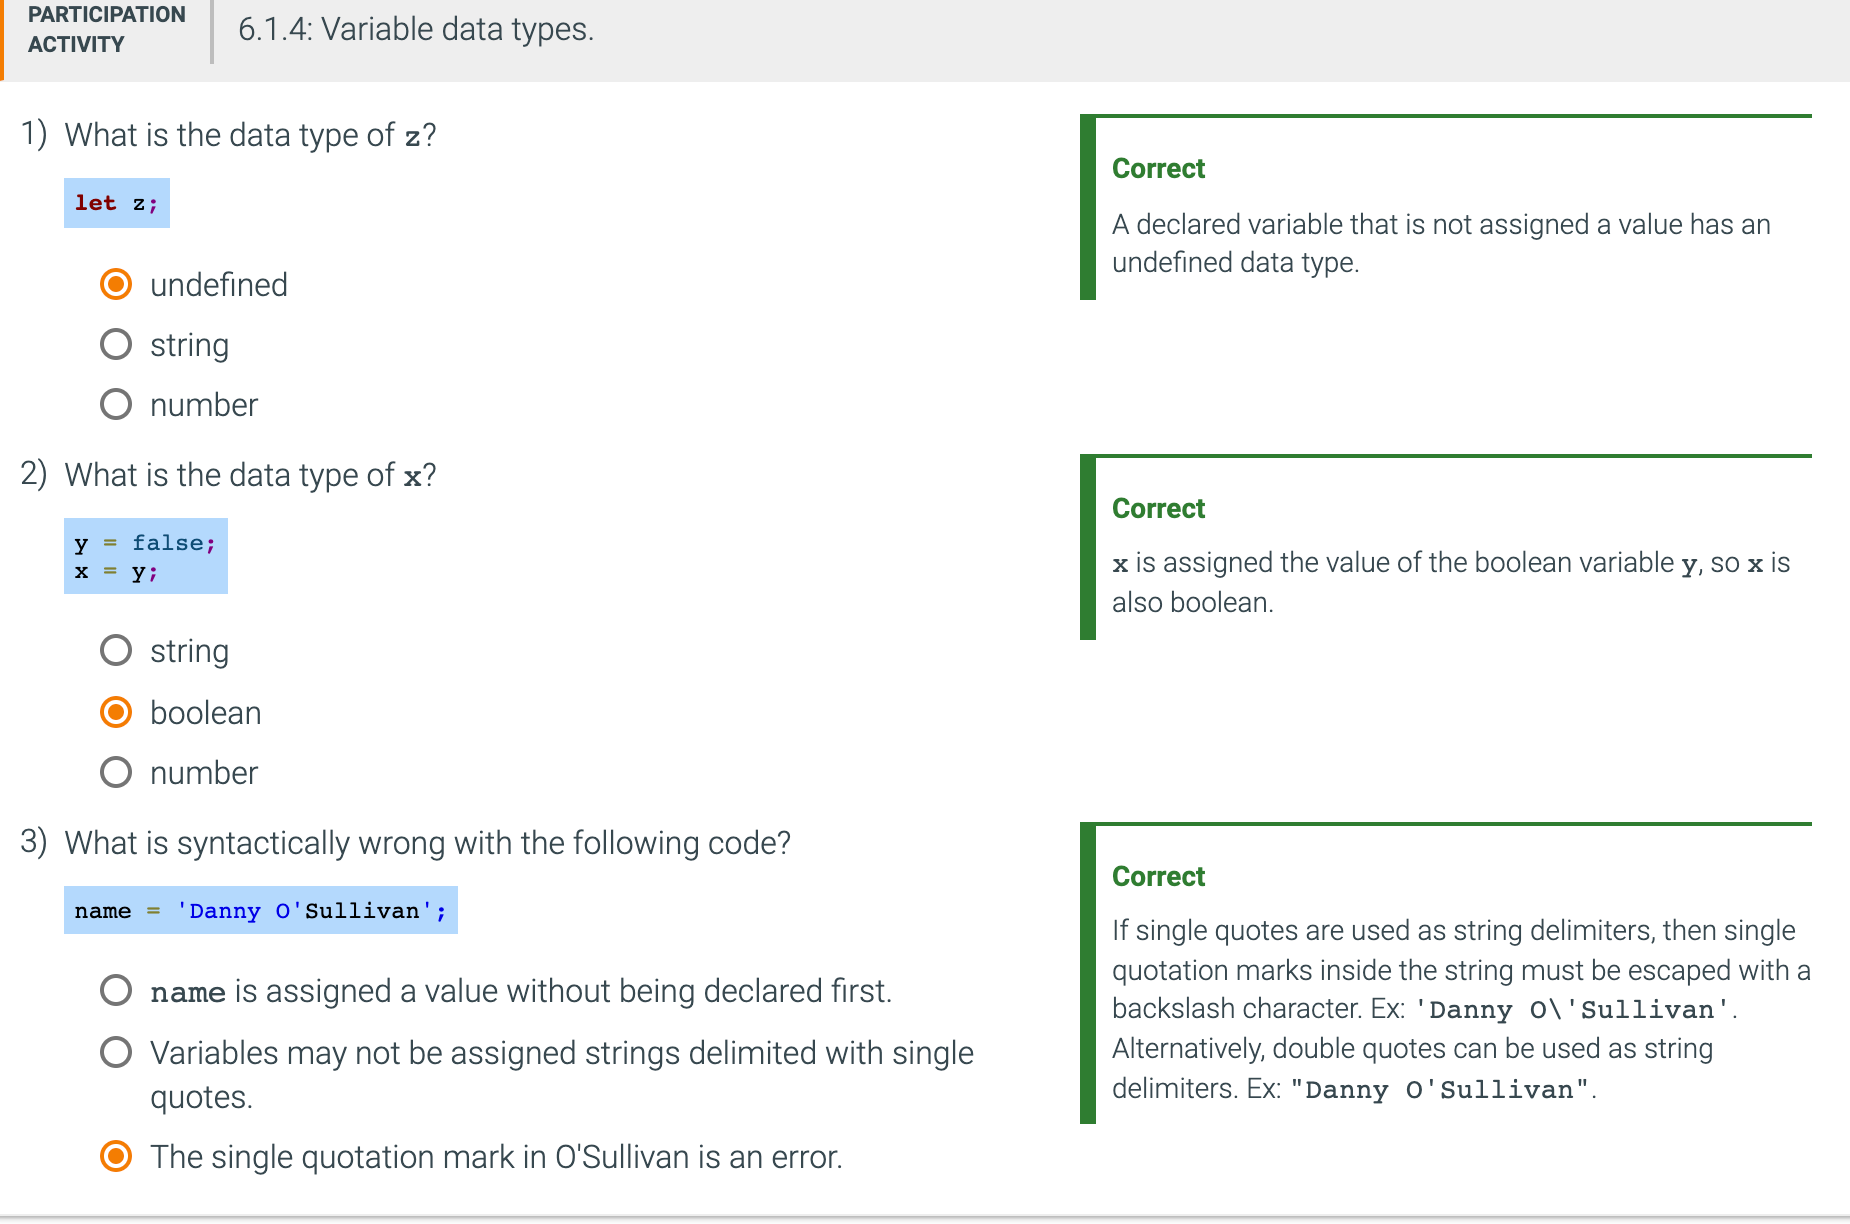 PARTICIPATION
ACTIVITY
6.1.4: Variable data types.
1) What is the data type of z?
let z;
undefined
string
number
Correct
A declared variable that is not assigned a value has an
undefined data type.
2) What is the data type of x?
y = false;
x = y;
string
boolean
number
Correct
x is assigned the value of the boolean variable y, so x is
also boolean.
3) What is syntactically wrong with the following code?
name = 'Danny O'Sullivan';
name is assigned a value without being declared first.
Variables may not be assigned strings delimited with single
quotes.
The single quotation mark in O'Sullivan is an error.
Correct
If single quotes are used as string delimiters, then single
quotation marks inside the string must be escaped with a
backslash character. Ex: 'Danny O\'Sullivan'.
Alternatively, double quotes can be used as string
delimiters. Ex: "Danny O'Sullivan".